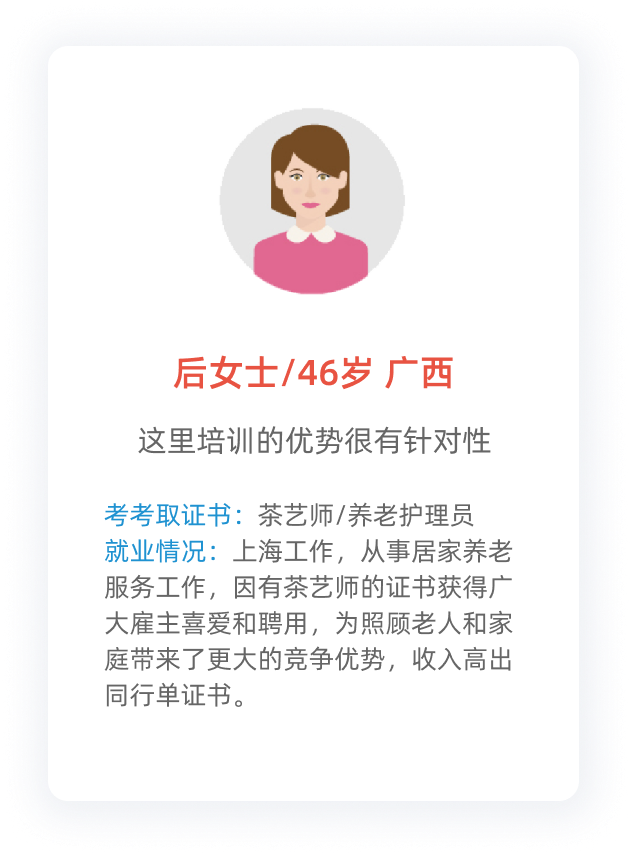 后女士/46岁 广西
这里培训的优势很有针对性
考考取证书：茶艺师/养老护理员
就业情况：上海工作，从事居家养老
服务工作，因有茶艺师的证书获得广
大雇主喜爱和聘用，为照顾老人和家
庭带来了更大的竞争优势，收入高出
同行单证书。